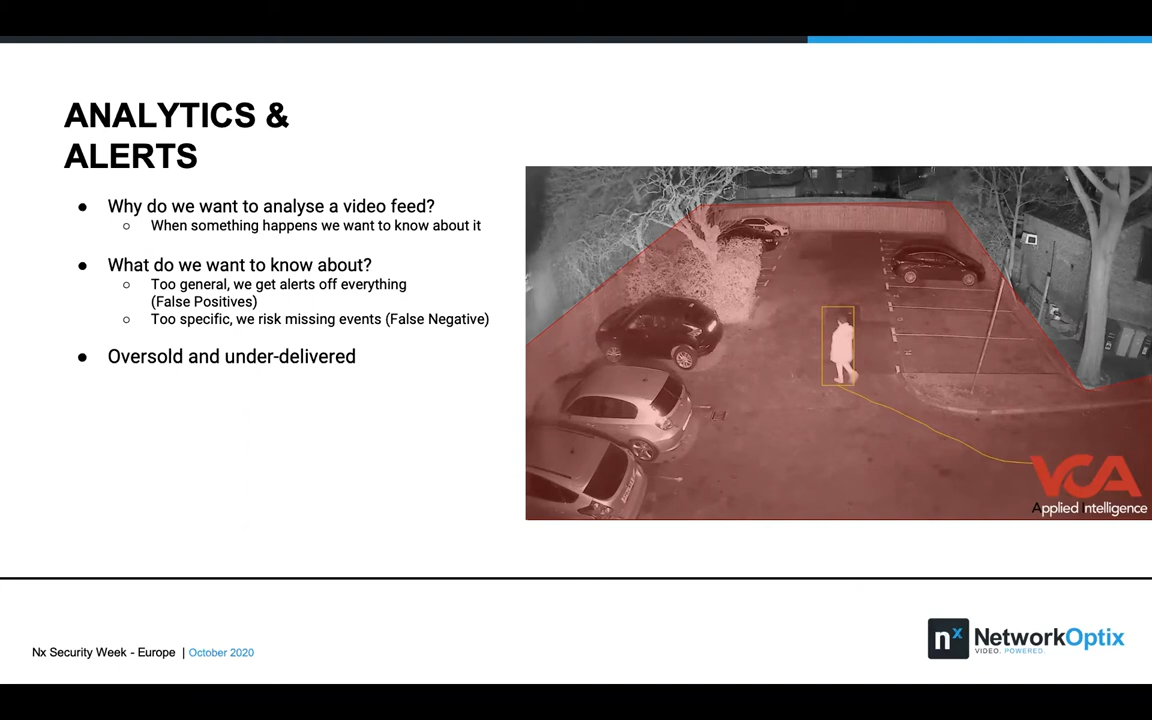 ANALYTICS &
ALERTS
● Why do we want to analyse a video feed?
○ When something happens we want to know about it
● What do we want to know about?
○ Too general, we get alerts off everything
(False Positives)
○ Too specific, we risk missing events (False Negative)
● Oversold and under-delivered
VCA
Applied Intelligence
Nx Security Week - Europe | October 2020
nx NetworkOptix
VIDEO. POWERED.